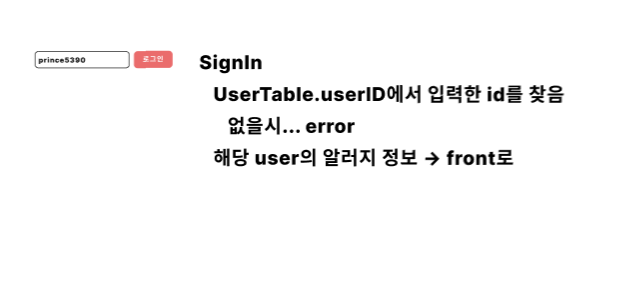 prince5390
로그인
SignIn
UserTable.userID에서 입력한 id를 찾음
없을시... error
해당 user의 알러지 정보 → front로